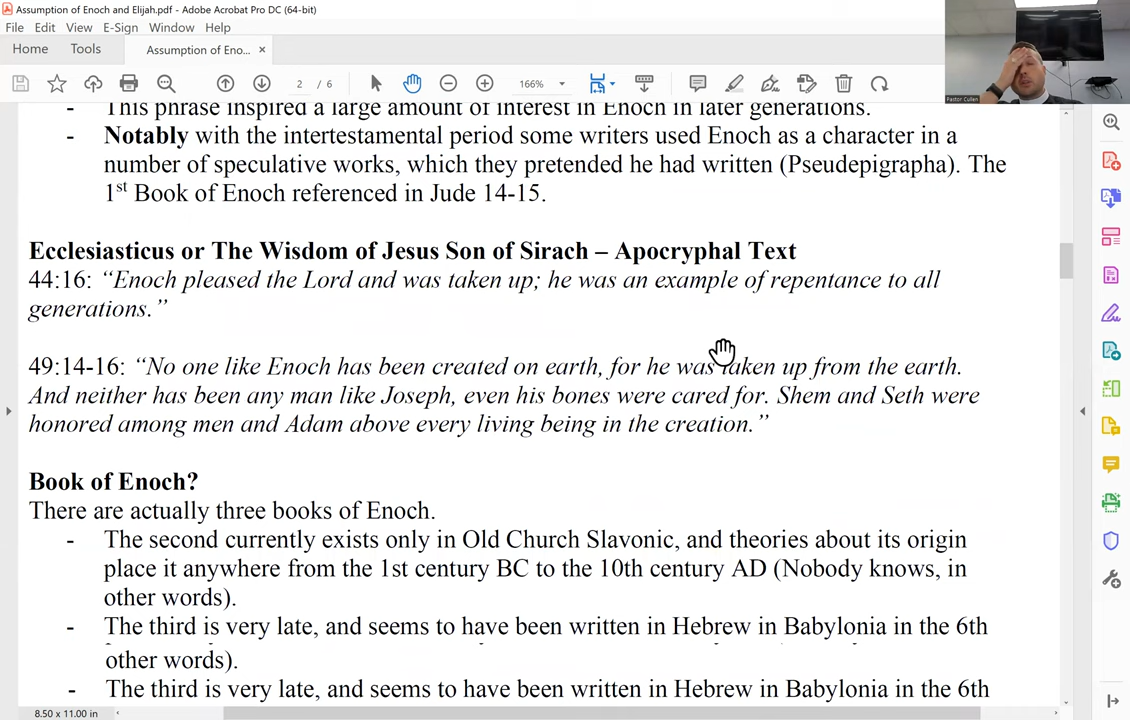 Assumption of Enoch and Elijah.pdf - Adobe Acrobat Pro DC (64-bit)
File Edit View E-Sign Window Help
Home Tools Assumption of Eno... ×
2 / 6 166%
Pastor Cullen
This phrase inspired a large amount of interest in Enoch in later generations.
- Notably with the intertestamental period some writers used Enoch as a character in a
number of speculative works, which they pretended he had written (Pseudepigrapha). The
1st Book of Enoch referenced in Jude 14-15.
Ecclesiasticus or The Wisdom of Jesus Son of Sirach – Apocryphal Text
44:16: “Enoch pleased the Lord and was taken up; he was an example of repentance to all
generations.”
49:14-16: “No one like Enoch has been created on earth, for he was taken up from the earth.
And neither has been any man like Joseph, even his bones were cared for. Shem and Seth were
honored among men and Adam above every living being in the creation.”
Book of Enoch?
There are actually three books of Enoch.
- The second currently exists only in Old Church Slavonic, and theories about its origin
place it anywhere from the 1st century BC to the 10th century AD (Nobody knows, in
other words).
- The third is very late, and seems to have been written in Hebrew in Babylonia in the 6th
other words).
- The third is very late, and seems to have been written in Hebrew in Babylonia in the 6th
8.50 x 11.00 in